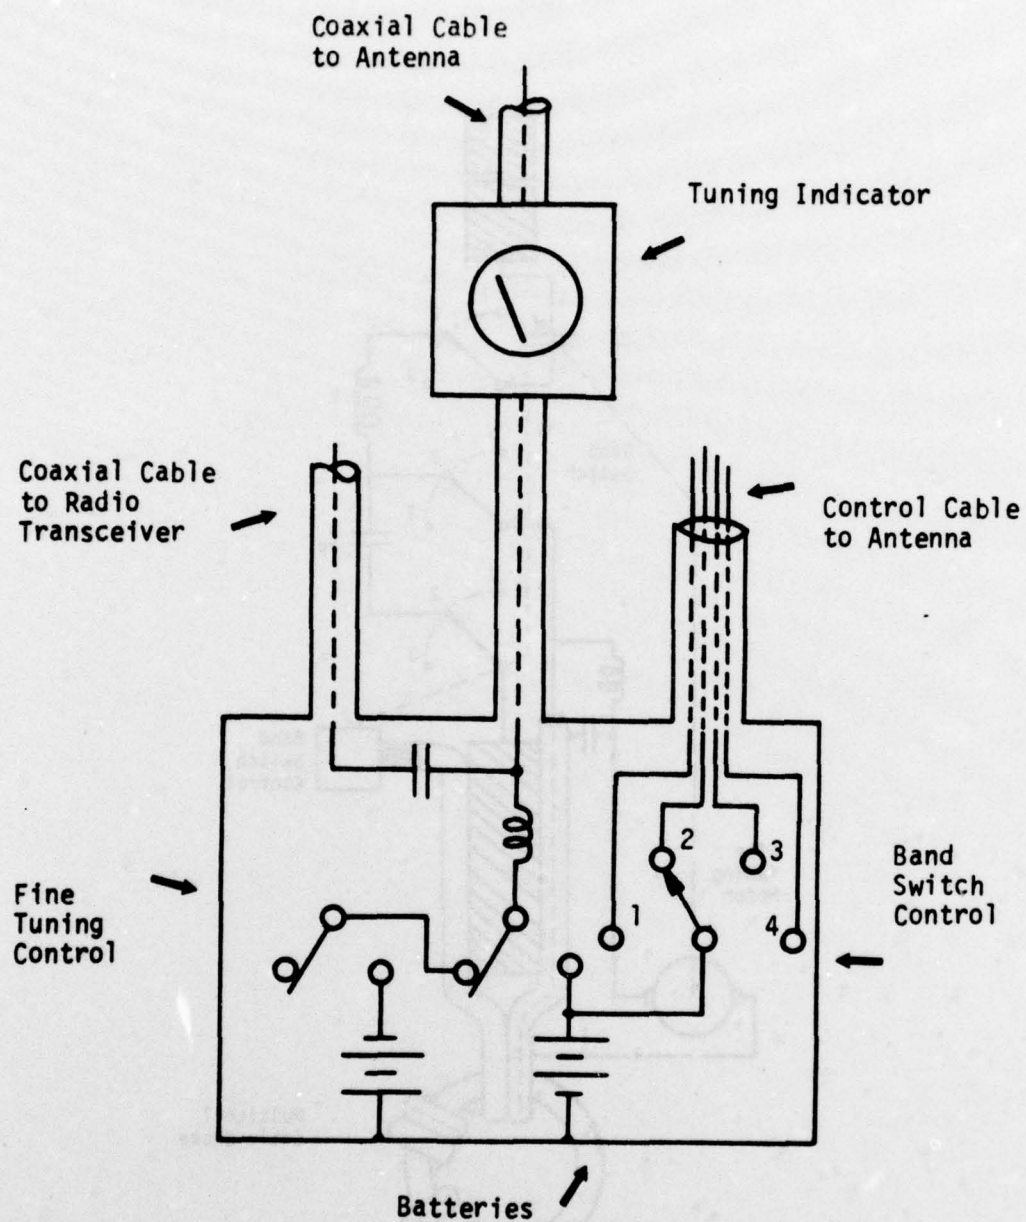 Coaxial Cable
to Antenna
Tuning Indicator
Coaxial Cable
to Radio
Transceiver
Control Cable
to Antenna
2
3
Fine
Tuning
Control
1
4
Band
Switch
Control
Batteries